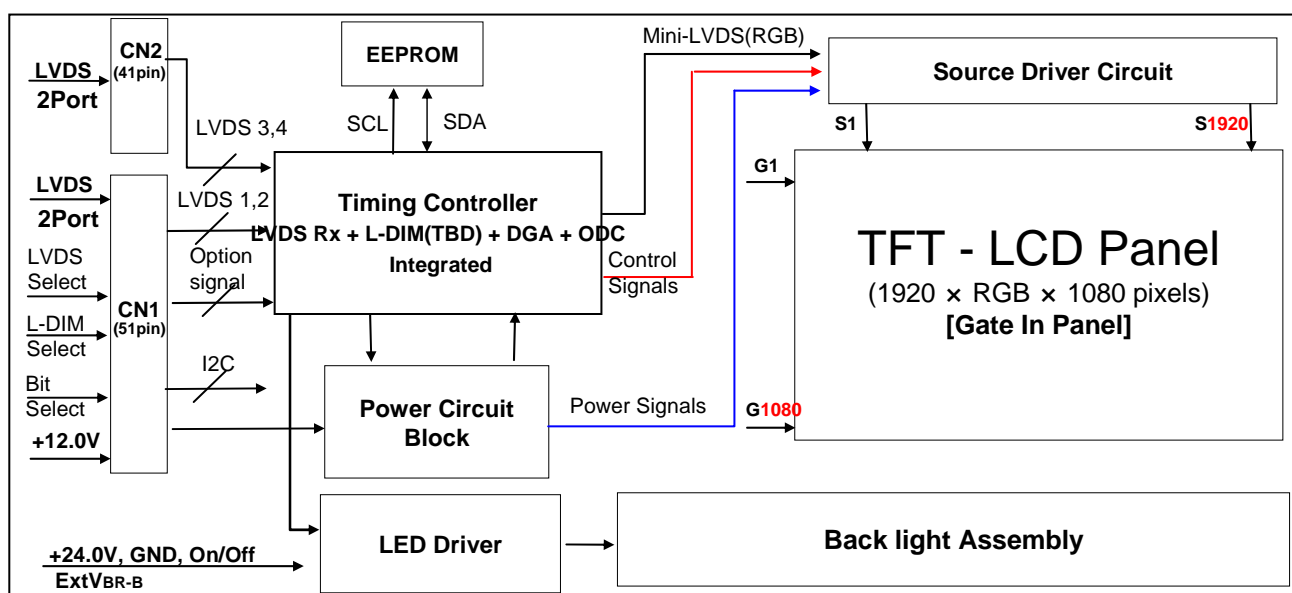 CN2
(41pin)
LVDS
2Port
EEPROM
Mini-LVDS(RGB)
Source Driver Circuit
SCL
SDA
S1
S1920
LVDS 3,4
LVDS
2Port
LVDS 1,2
Timing Controller
LVDS Rx + L-DIM(TBD) + DGA + ODC
Integrated
G1
TFT - LCD Panel
(1920 × RGB × 1080 pixels)
[Gate In Panel]
LVDS
Select
Option
signal
Control
Signals
CN1
(51pin)
L-DIM
Select
I2C
Bit
Select
Power Circuit
Block
Power Signals
G1080
+12.0V
LED Driver
Back light Assembly
+24.0V, GND, On/Off
ExtVBR-B